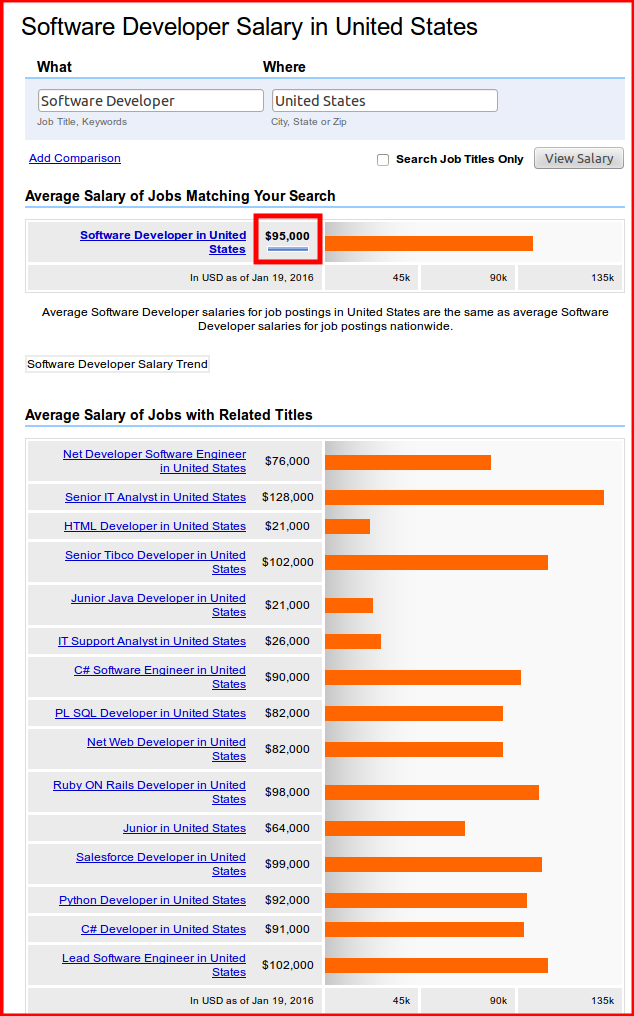 Software Developer Salary in United States
What Where
Software Developer United States
Job Title, Keywords City, State or Zip
Add Comparison Search Job Titles Only View Salary
Average Salary of Jobs Matching Your Search
Software Developer in United $95,000
States
In USD as of Jan 19, 2016 45k 90k 135k
Average Software Developer salaries for job postings in United States are the same as average Software
Developer salaries for job postings nationwide.
Software Developer Salary Trend
Average Salary of Jobs with Related Titles
Net Developer Software Engineer $76,000
in United States
Senior IT Analyst in United States $128,000
HTML Developer in United States $21,000
Senior Tibco Developer in United $102,000
States
Junior Java Developer in United $21,000
States
IT Support Analyst in United States $26,000
C# Software Engineer in United $90,000
States
PL SQL Developer in United States $82,000
Net Web Developer in United $82,000
States
Ruby ON Rails Developer in United $98,000
States
Junior in United States $64,000
Salesforce Developer in United $99,000
States
Python Developer in United States $92,000
C# Developer in United States $91,000
Lead Software Engineer in United $102,000
States
In USD as of Jan 19, 2016 45k 90k 135k